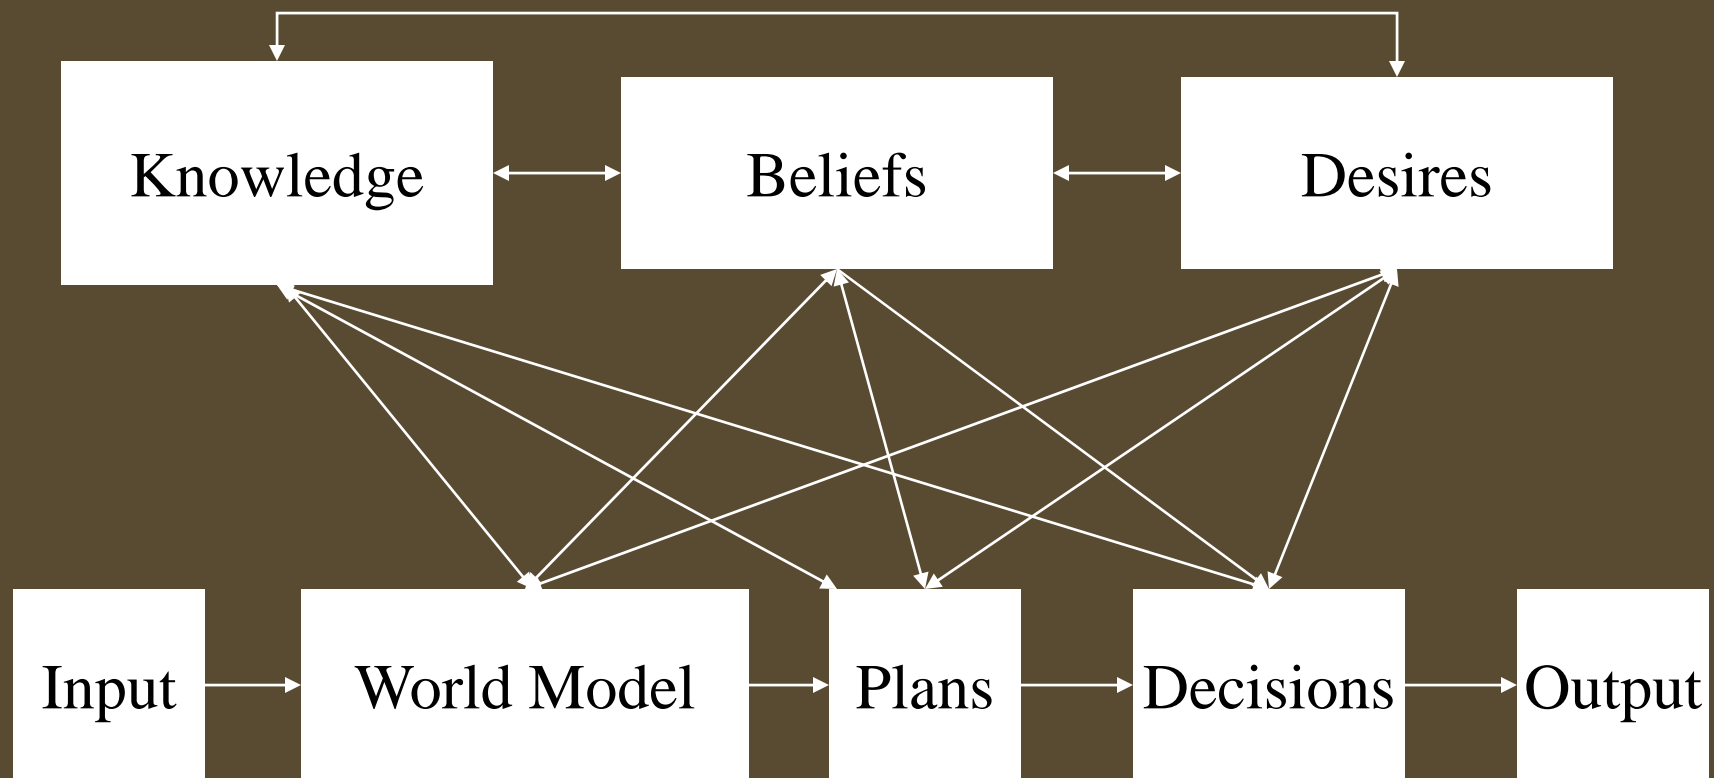 Knowledge
Beliefs
Desires
Input
World Model
Plans
Decisions
Output